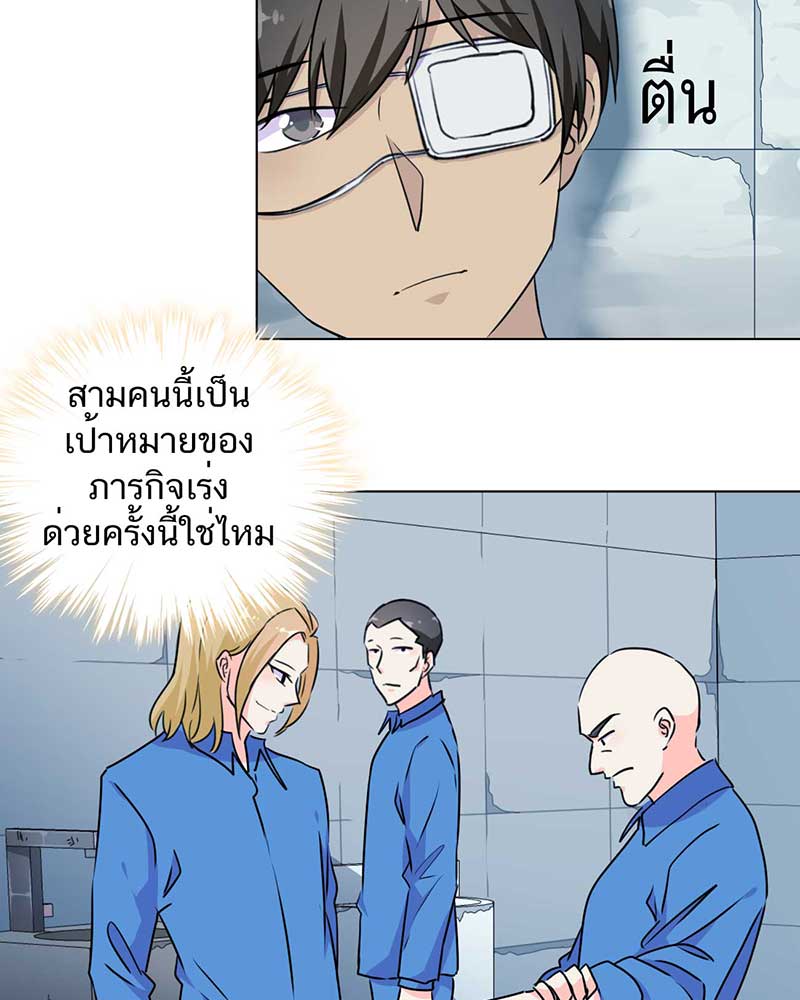 ตื่น
สามคนนี้เป็น
เป้าหมายของ
ภารกิจเร่ง
ด่วยครั้งนี้ใช่ไหม